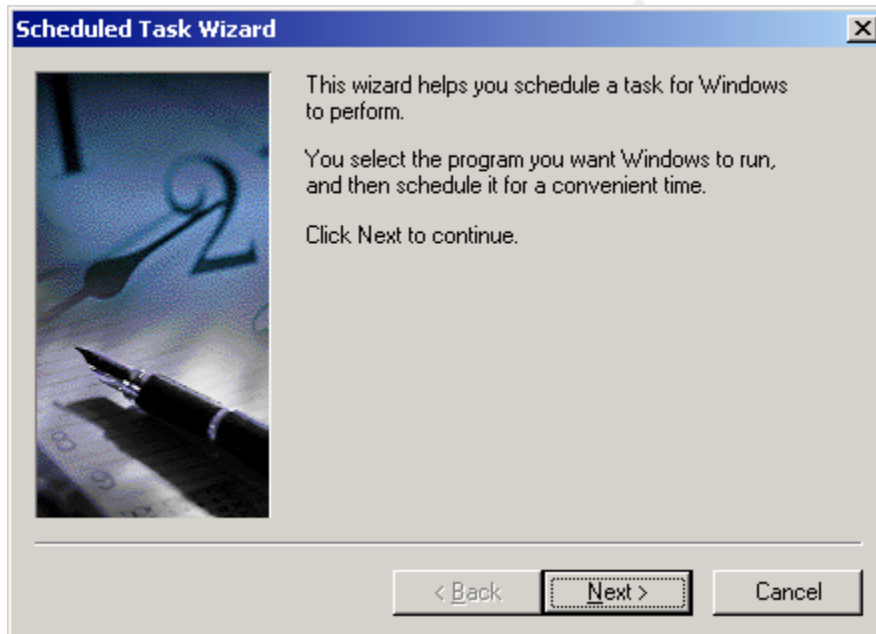 Scheduled Task Wizard
This wizard helps you schedule a task for Windows
to perform.
You select the program you want Windows to run,
and then schedule it for a convenient time.
Click Next to continue.
2
< Back
Next >
Cancel